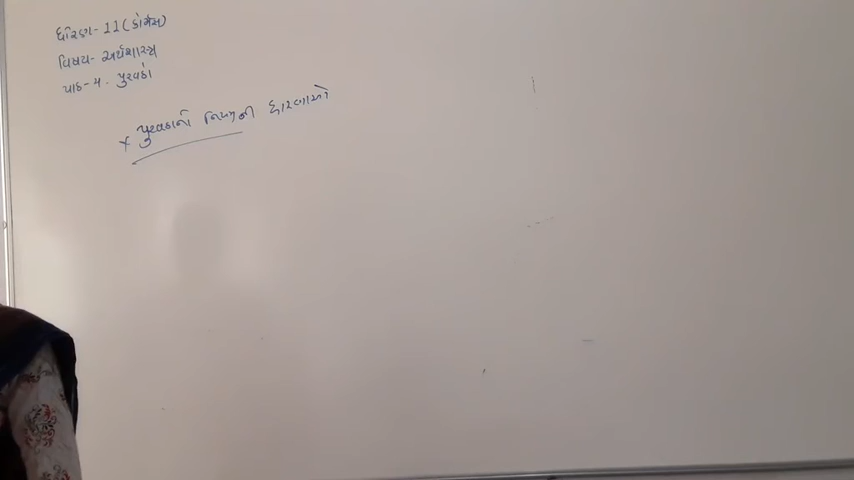 ધોરણ-11 (કોમર્સ)
વિષય- અર્થશાસ્ત્ર
પાઠ-4. પુરવઠો
× પુરવઠાના નિયમની ધારણાઓ